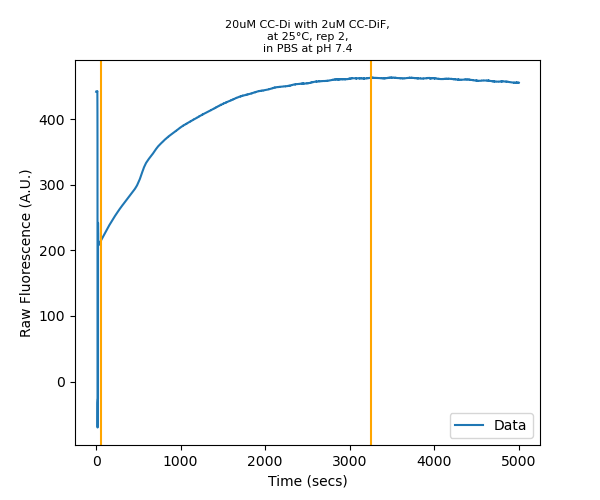 20uM CC-Di with 2uM CC-DiF,
at 25°C, rep 2,
in PBS at pH 7.4
Raw Fluorescence (A.U.)
400
300
200
100
0
0 1000 2000 3000 4000 5000
Time (secs)
Data